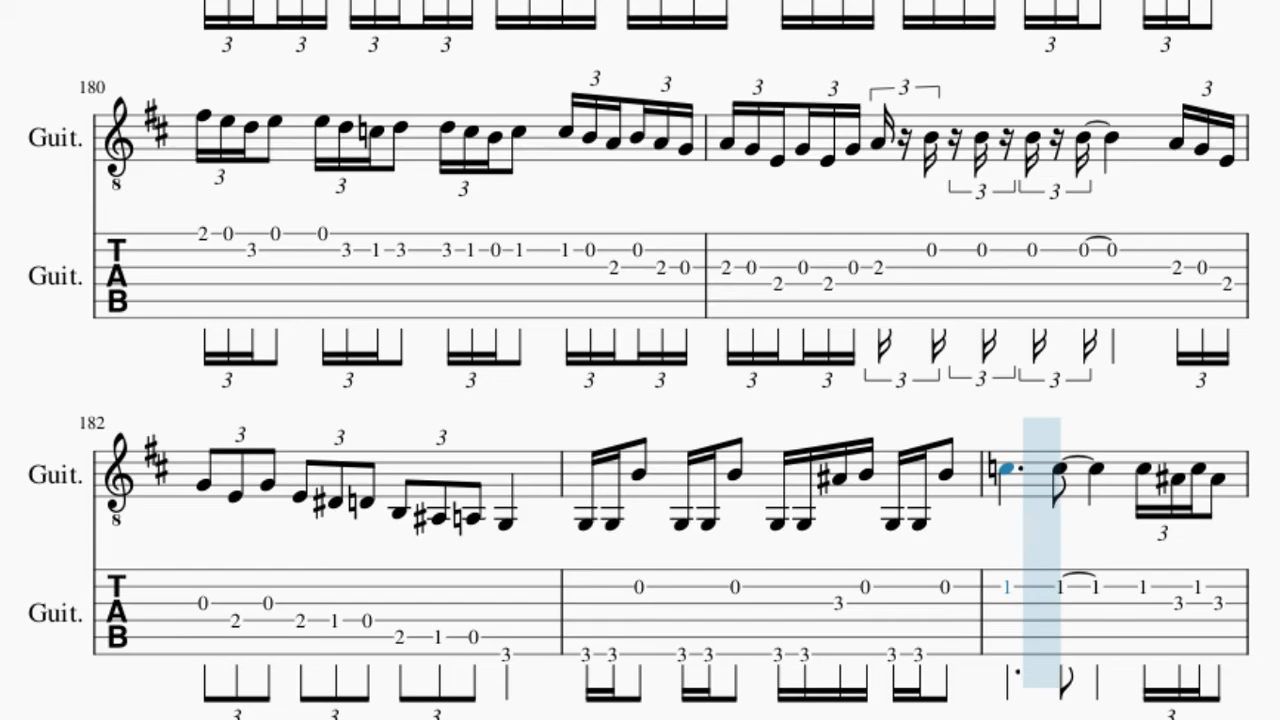 3 3 3 3 3 3
180
3 3 3 3 3
3 3 3 3 3
Guit.
8
2 0 3 0 0 3 1 3 3 1 0 1 1 0 2 0 2 0 2 0 2 0 2 0 2 0 0 0 0 0 2 0 2
T
A
B
Guit.
3 3 3 3 3 3 3 3 3 3 3
182
3 3 3
Guit.
8
3
0 2 0 2 1 0 2 1 0 3 3 3 0 3 3 0 3 3 3 0 3 3 0 1 1 1 1 3 1 3
T
A
B
Guit.
3 3 3 3